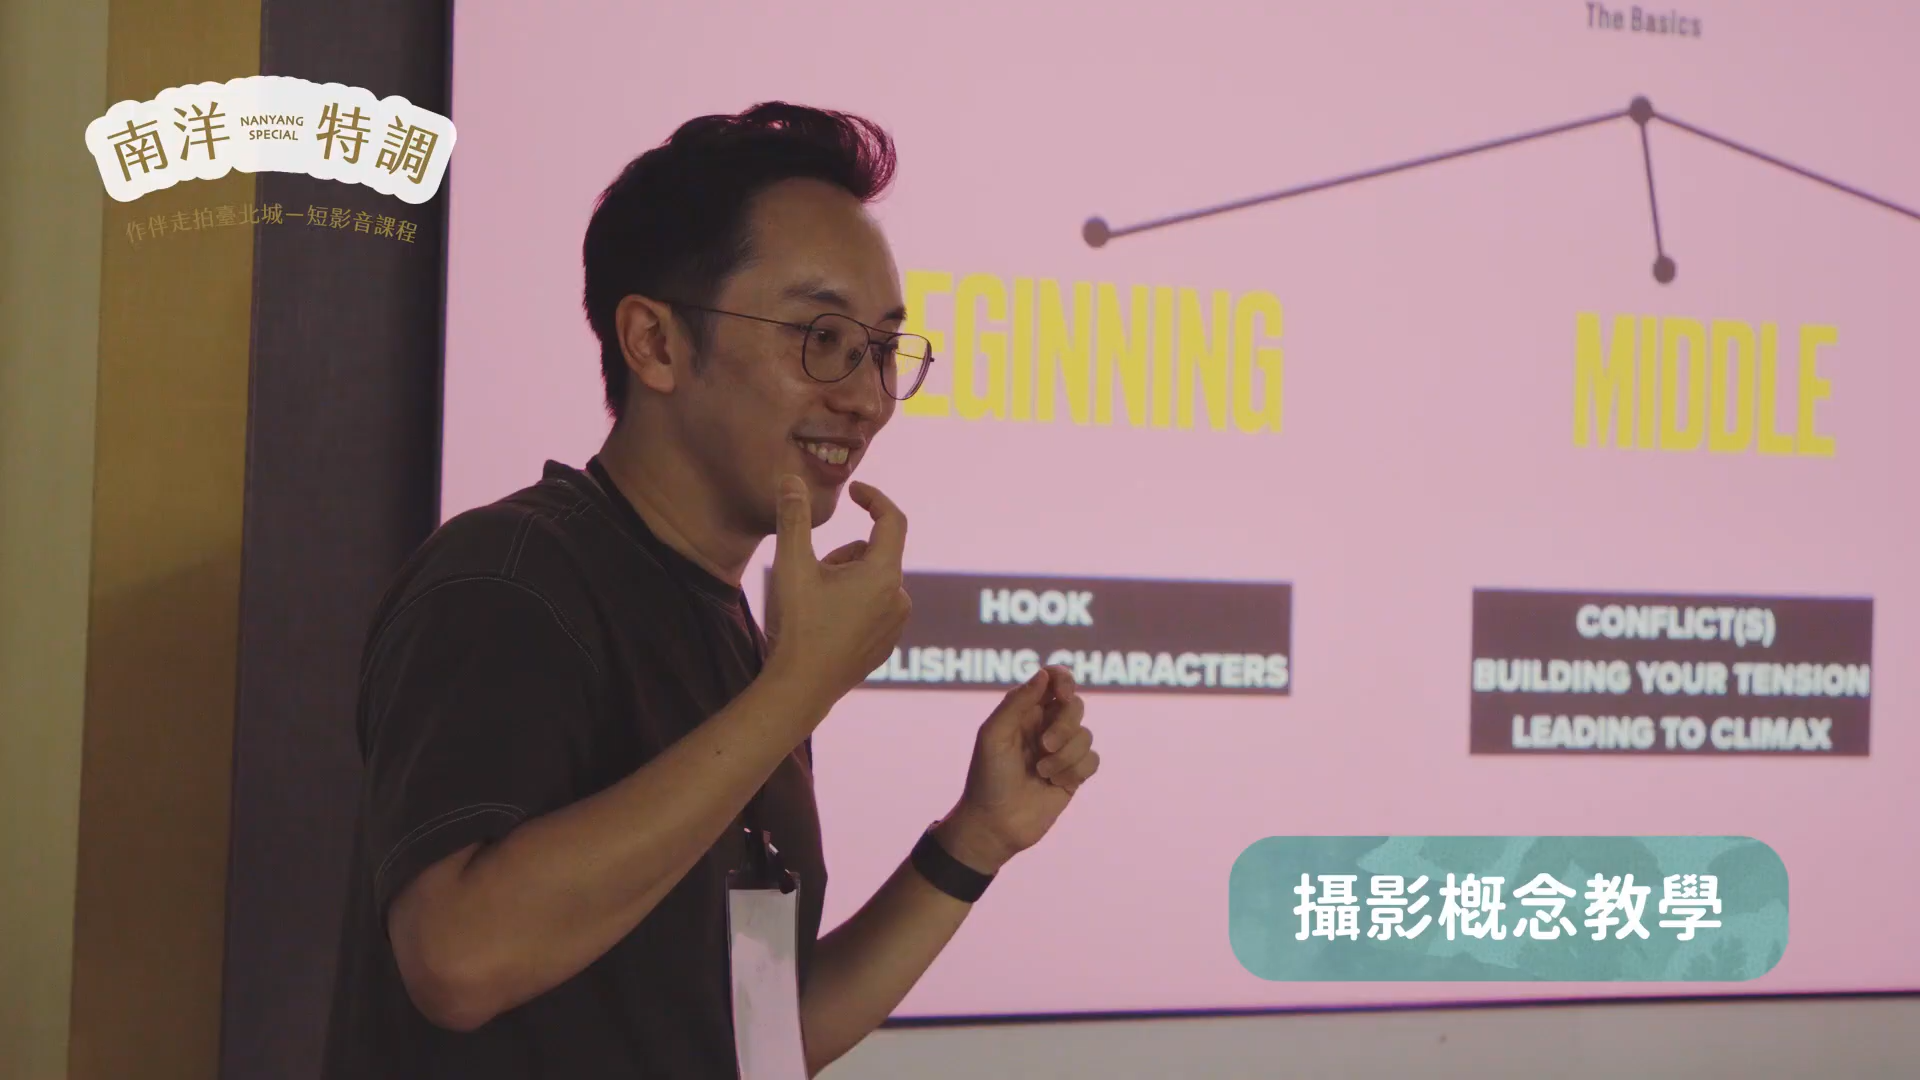 南洋 NANYANG SPECIAL 特調
作伴走拍臺北城—短影音課程
The Basics
EGINNING
MIDDLE
HOOK
BLISHING CHARACTERS
CONFLICT(S)
BUILDING YOUR TENSION
LEADING TO CLIMAX
攝影概念教學